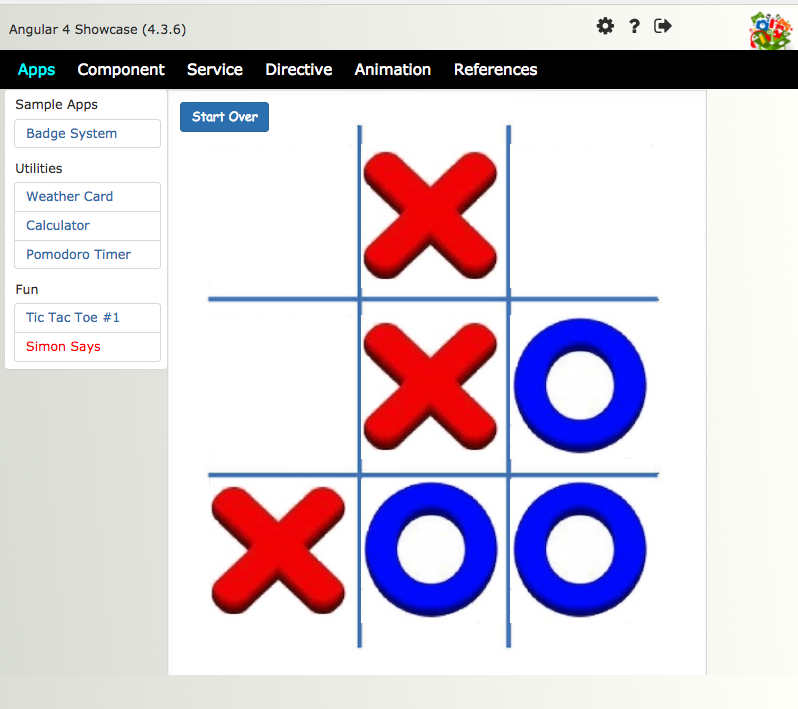 Angular 4 Showcase (4.3.6)
Apps Component Service Directive Animation References
Sample Apps
Badge System
Utilities
Weather Card
Calculator
Pomodoro Timer
Fun
Tic Tac Toe #1
Simon Says
Start Over